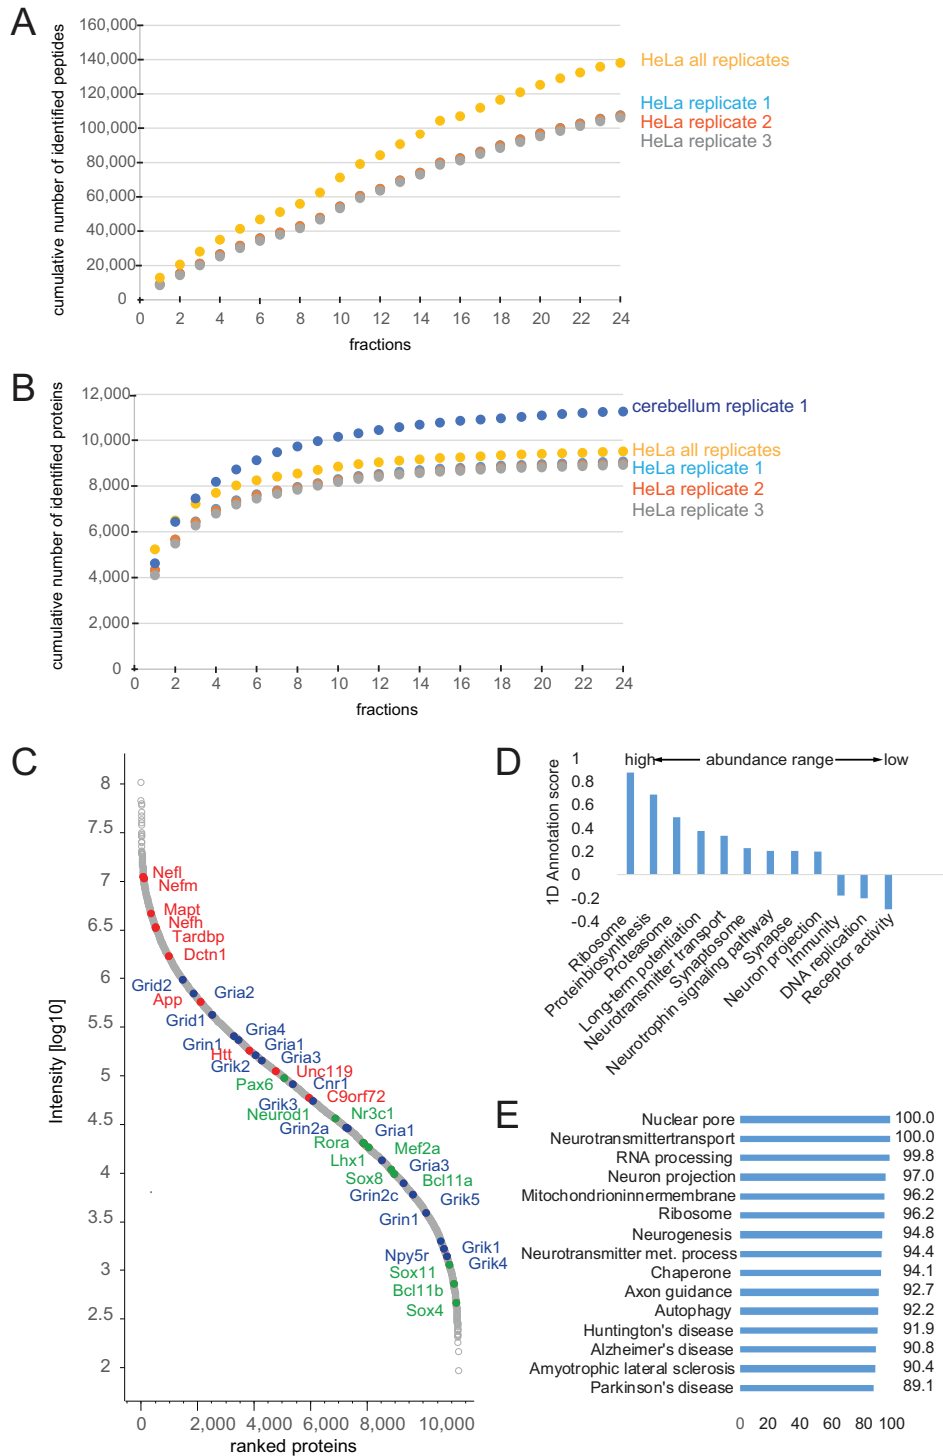 A
cumulative number of identified peptides
160,000
140,000
120,000
100,000
80,000
60,000
40,000
20,000
0
0 2 4 6 8 10 12 14 16 18 20 22 24
fractions
HeLa all replicates
HeLa replicate 1
HeLa replicate 2
HeLa replicate 3
B
cumulative number of identified proteins
12,000
10,000
8,000
6,000
4,000
2,000
0
0 2 4 6 8 10 12 14 16 18 20 22 24
fractions
cerebellum replicate 1
HeLa all replicates
HeLa replicate 1
HeLa replicate 2
HeLa replicate 3
C
Intensity [log10]
8
7.5
7
6.5
6
5.5
5
4.5
4
3.5
3
2.5
2
0 2,000 4,000 6,000 8,000 10,000
ranked proteins
Nefl
Nefm
Mapt
Nefh
Tardbp
Dctn1
Grid2
Gria2
App
Grid1
Gria4
Grin1
Gria1
Htt
Gria3
Grik2
Unc119
Pax6
Cnr1
C9orf72
Grik3
Neurod1
Nr3c1
Grin2a
Gria1
Rora
Mef2a
Lhx1
Gria3
Sox8
Bcl11a
Grin2c
Grik5
Grin1
Grik1
Npy5r
Grik4
Sox11
Bcl11b
Sox4
D
1D Annotation score
1
0.8
0.6
0.4
0.2
0
-0.2
-0.4
high abundance range low
Ribosome
Proteinbiosynthesis
Proteasome
Long-term potentiation
Neurotransmitter transport
Synaptosome
Neurotrophin signaling pathway
Synapse
Neuron projection
Immunity
DNA replication
Receptor activity
E
Nuclear pore 100.0
Neurotransmittertransport 100.0
RNA processing 99.8
Neuron projection 97.0
Mitochondrioninnermembrane 96.2
Ribosome 96.2
Neurogenesis 94.8
Neurotransmitter met. process 94.4
Chaperone 94.1
Axon guidance 92.7
Autophagy 92.2
Huntington's disease 91.9
Alzheimer's disease 90.8
Amyotrophic lateral sclerosis 90.4
Parkinson's disease 89.1
0 20 40 60 80 100